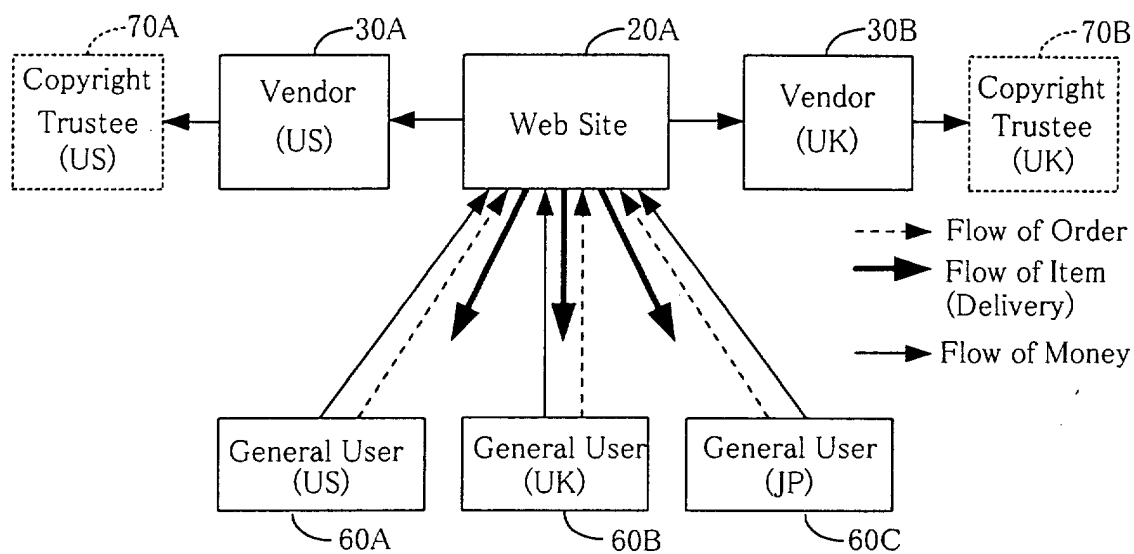 70A
30A
20A
30B
70B
Copyright
Trustee
(US)
Vendor
(US)
Web Site
Vendor
(UK)
Copyright
Trustee
(UK)
Flow of Order
Flow of Item
(Delivery)
Flow of Money
General User
(US)
General User
(UK)
General User
(JP)
60A
60B
60C